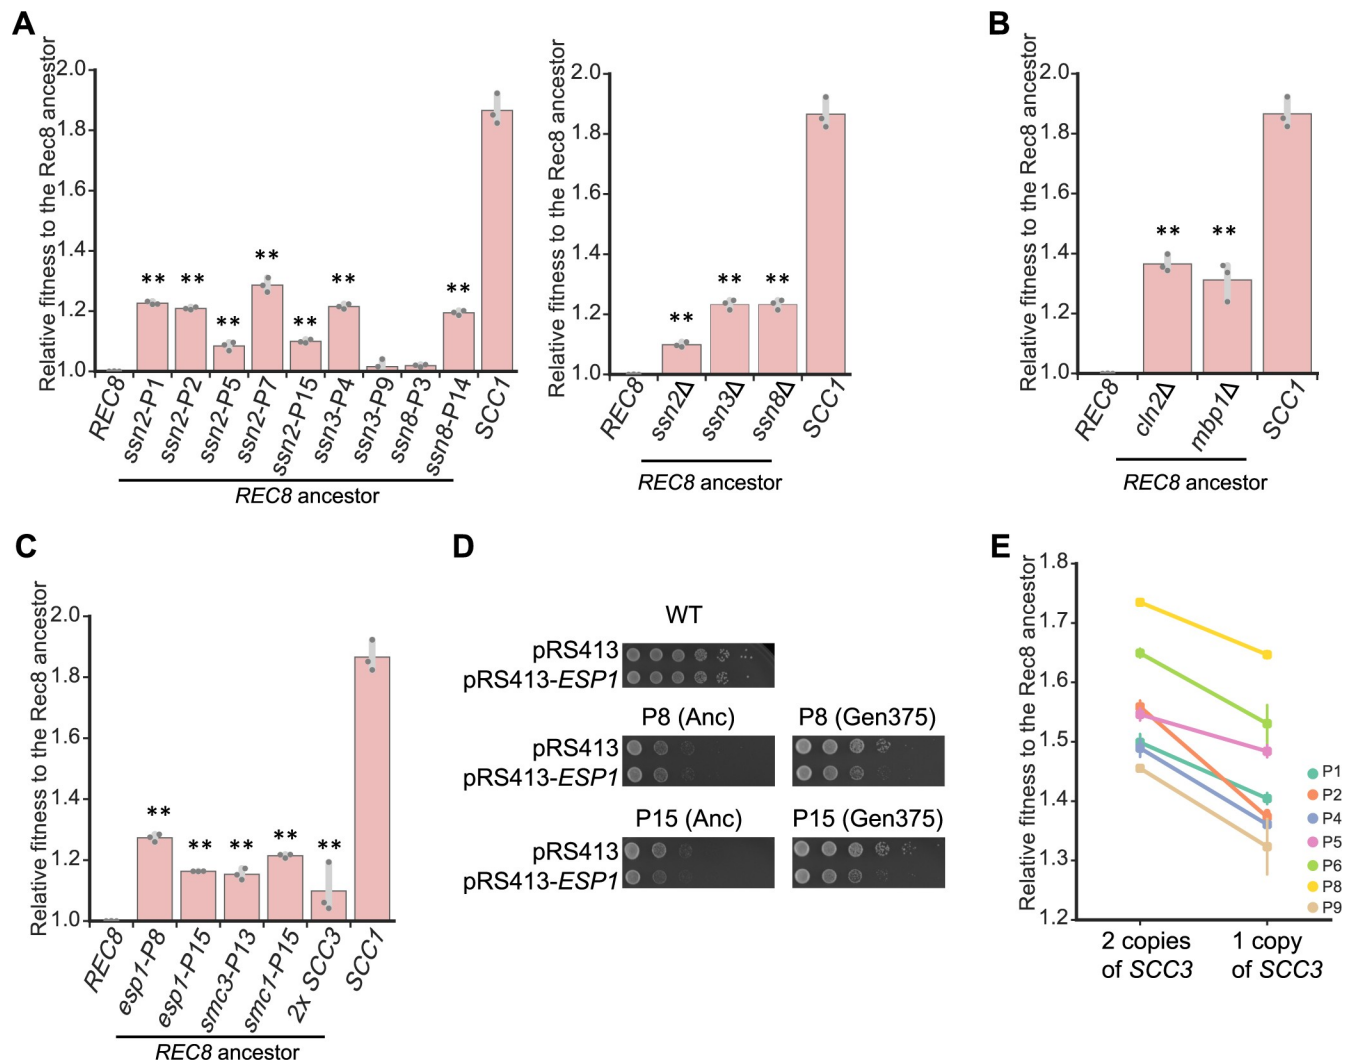 A
Relative fitness to the Rec8 ancestor
2.0
1.8
1.6
1.4
1.2
1.0
** ** ** ** ** ** **
REC8 ssn2-P1 ssn2-P2 ssn2-P5 ssn2-P7 ssn2-P15 ssn3-P4 ssn3-P9 ssn8-P3 ssn8-P14 SCC1
REC8 ancestor
Relative fitness to the Rec8 ancestor
2.0
1.8
1.6
1.4
1.2
1.0
** ** **
REC8 ssn2Δ ssn3Δ ssn8Δ SCC1
REC8 ancestor
B
Relative fitness to the Rec8 ancestor
2.0
1.8
1.6
1.4
1.2
1.0
** **
REC8 cln2Δ mbp1Δ SCC1
REC8 ancestor
C
Relative fitness to the Rec8 ancestor
2.0
1.8
1.6
1.4
1.2
1.0
** ** ** ** **
REC8 esp1-P8 esp1-P15 smc3-P13 smc1-P15 2x SCC3 SCC1
REC8 ancestor
D
WT
pRS413
pRS413-ESP1
P8 (Anc) P8 (Gen375)
pRS413
pRS413-ESP1
P15 (Anc) P15 (Gen375)
pRS413
pRS413-ESP1
E
Relative fitness to the Rec8 ancestor
1.8
1.7
1.6
1.5
1.4
1.3
1.2
P1
P2
P4
P5
P6
P8
P9
2 copies
of SCC3
1 copy
of SCC3